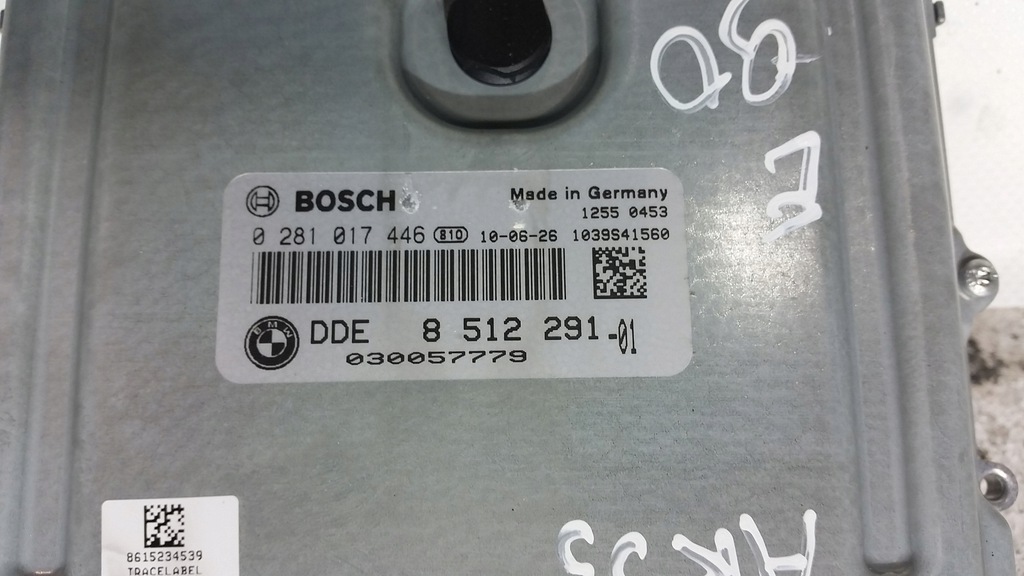 BOSCH
Made in Germany
1255 0453
0 281 017 446 810 10-06-26 1039S41560
BMW
DDE 8 512 291-01
030057779
8615234539
TRACELABEL